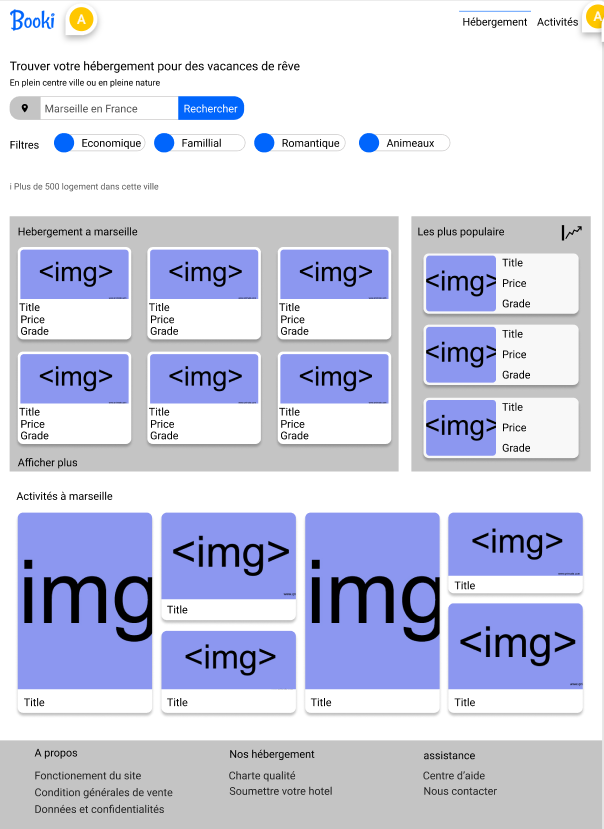 Booki
A
Hébergement Activités
A
Trouver votre hébergement pour des vacances de rêve
En plein centre ville ou en pleine nature
Marseille en France
Rechercher
Filtres
Economique
Famillial
Romantique
Animeaux
i Plus de 500 logement dans cette ville
Hebergement a marseille
<img>
Title
Price
Grade
<img>
Title
Price
Grade
<img>
Title
Price
Grade
<img>
Title
Price
Grade
<img>
Title
Price
Grade
<img>
Title
Price
Grade
Afficher plus
Les plus populaire
<img>
Title
Price
Grade
<img>
Title
Price
Grade
<img>
Title
Price
Grade
Activités à marseille
img
Title
<img>
Title
<img>
Title
img
Title
<img>
Title
<img>
Title
A propos
Fonctionement du site
Condition générales de vente
Données et confidentialités
Nos hébergement
Charte qualité
Soumettre votre hotel
assistance
Centre d’aide
Nous contacter